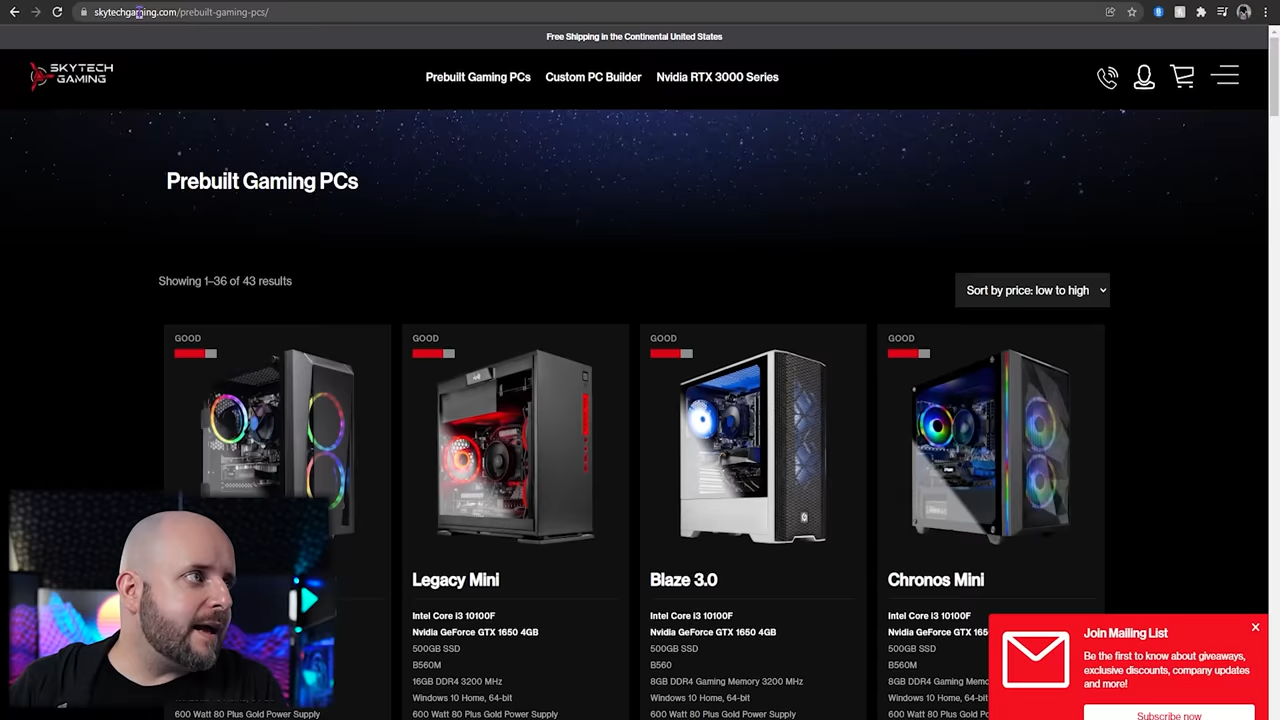 skytechgaming.com/prebuilt-gaming-pcs/
Free Shipping in the Continental United States
SKYTECH
GAMING
Prebuilt Gaming PCs
Custom PC Builder
Nvidia RTX 3000 Series
Prebuilt Gaming PCs
Showing 1–36 of 43 results
Sort by price: low to high
GOOD
GOOD
GOOD
GOOD
Legacy Mini
Blaze 3.0
Chronos Mini
Intel Core i3 10100F
Nvidia GeForce GTX 1650 4GB
500GB SSD
B560M
16GB DDR4 3200 MHz
Windows 10 Home, 64-bit
600 Watt 80 Plus Gold Power Supply
Intel Core i3 10100F
Nvidia GeForce GTX 1650 4GB
500GB SSD
B560
8GB DDR4 Gaming Memory 3200 MHz
Windows 10 Home, 64-bit
600 Watt 80 Plus Gold Power Supply
Intel Core i3 10100F
Nvidia GeForce GTX 1650
500GB SSD
B560M
8GB DDR4 Gaming
Windows 10 Home,
600 Watt 80 Plus
600 Watt 80 Plus Gold Power Supply
Join Mailing List
Be the first to know about giveaways,
exclusive discounts, company updates
and more!
Subscribe now